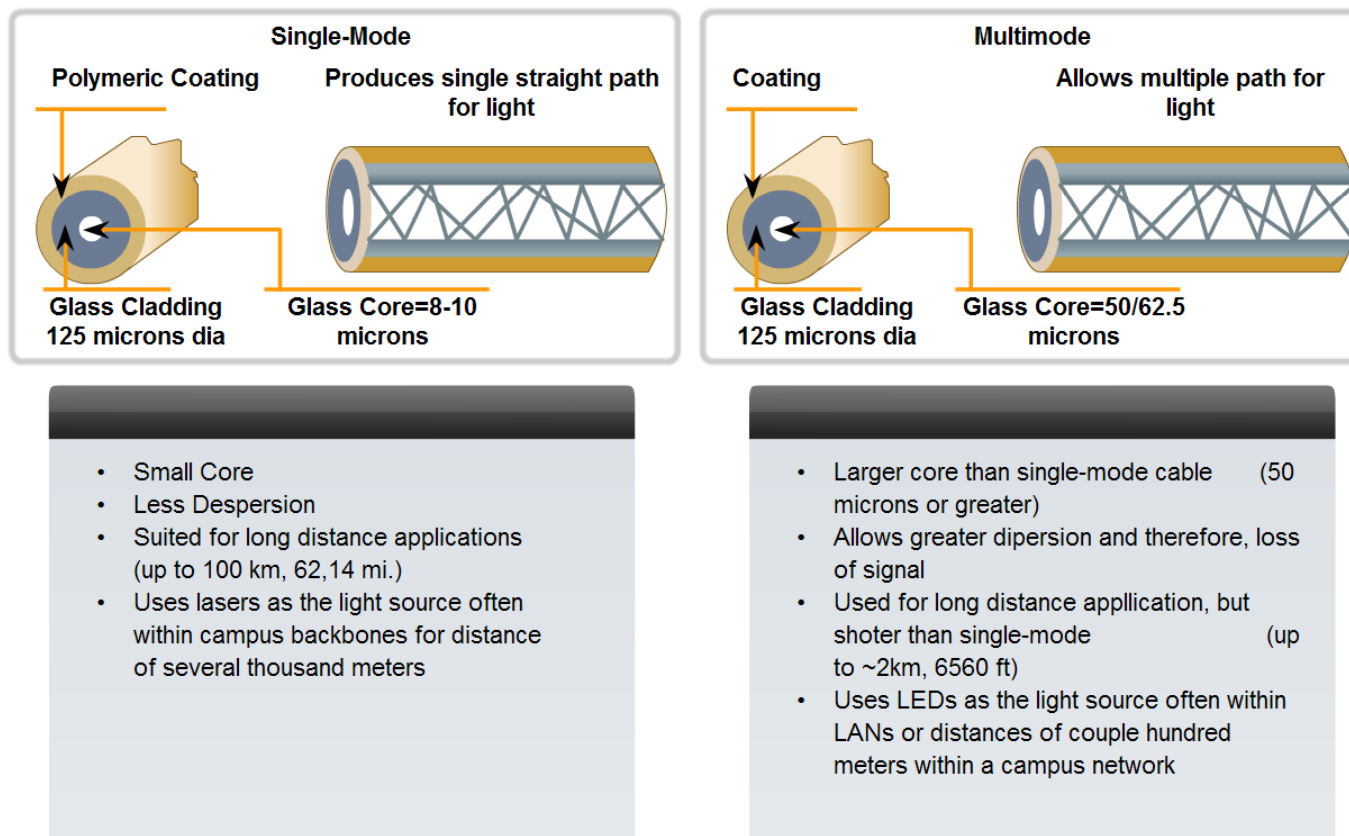 Single-Mode
Polymeric Coating
Produces single straight path
for light
Glass Cladding
125 microns dia
Glass Core=8-10
microns
Multimode
Coating
Allows multiple path for
light
Glass Cladding
125 microns dia
Glass Core=50/62.5
microns
• Small Core
• Less Despersion
• Suited for long distance applications
(up to 100 km, 62,14 mi.)
• Uses lasers as the light source often
within campus backbones for distance
of several thousand meters
• Larger core than single-mode cable (50
microns or greater)
• Allows greater dipersion and therefore, loss
of signal
• Used for long distance appllication, but
shoter than single-mode (up
to ~2km, 6560 ft)
• Uses LEDs as the light source often within
LANs or distances of couple hundred
meters within a campus network